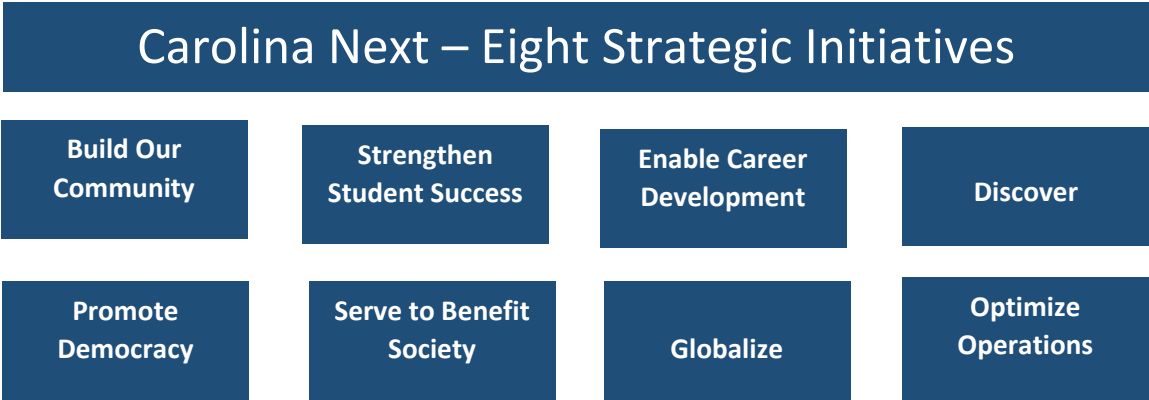 Carolina Next – Eight Strategic Initiatives
Build Our
Community
Strengthen
Student Success
Enable Career
Development
Discover
Promote
Democracy
Serve to Benefit
Society
Globalize
Optimize
Operations